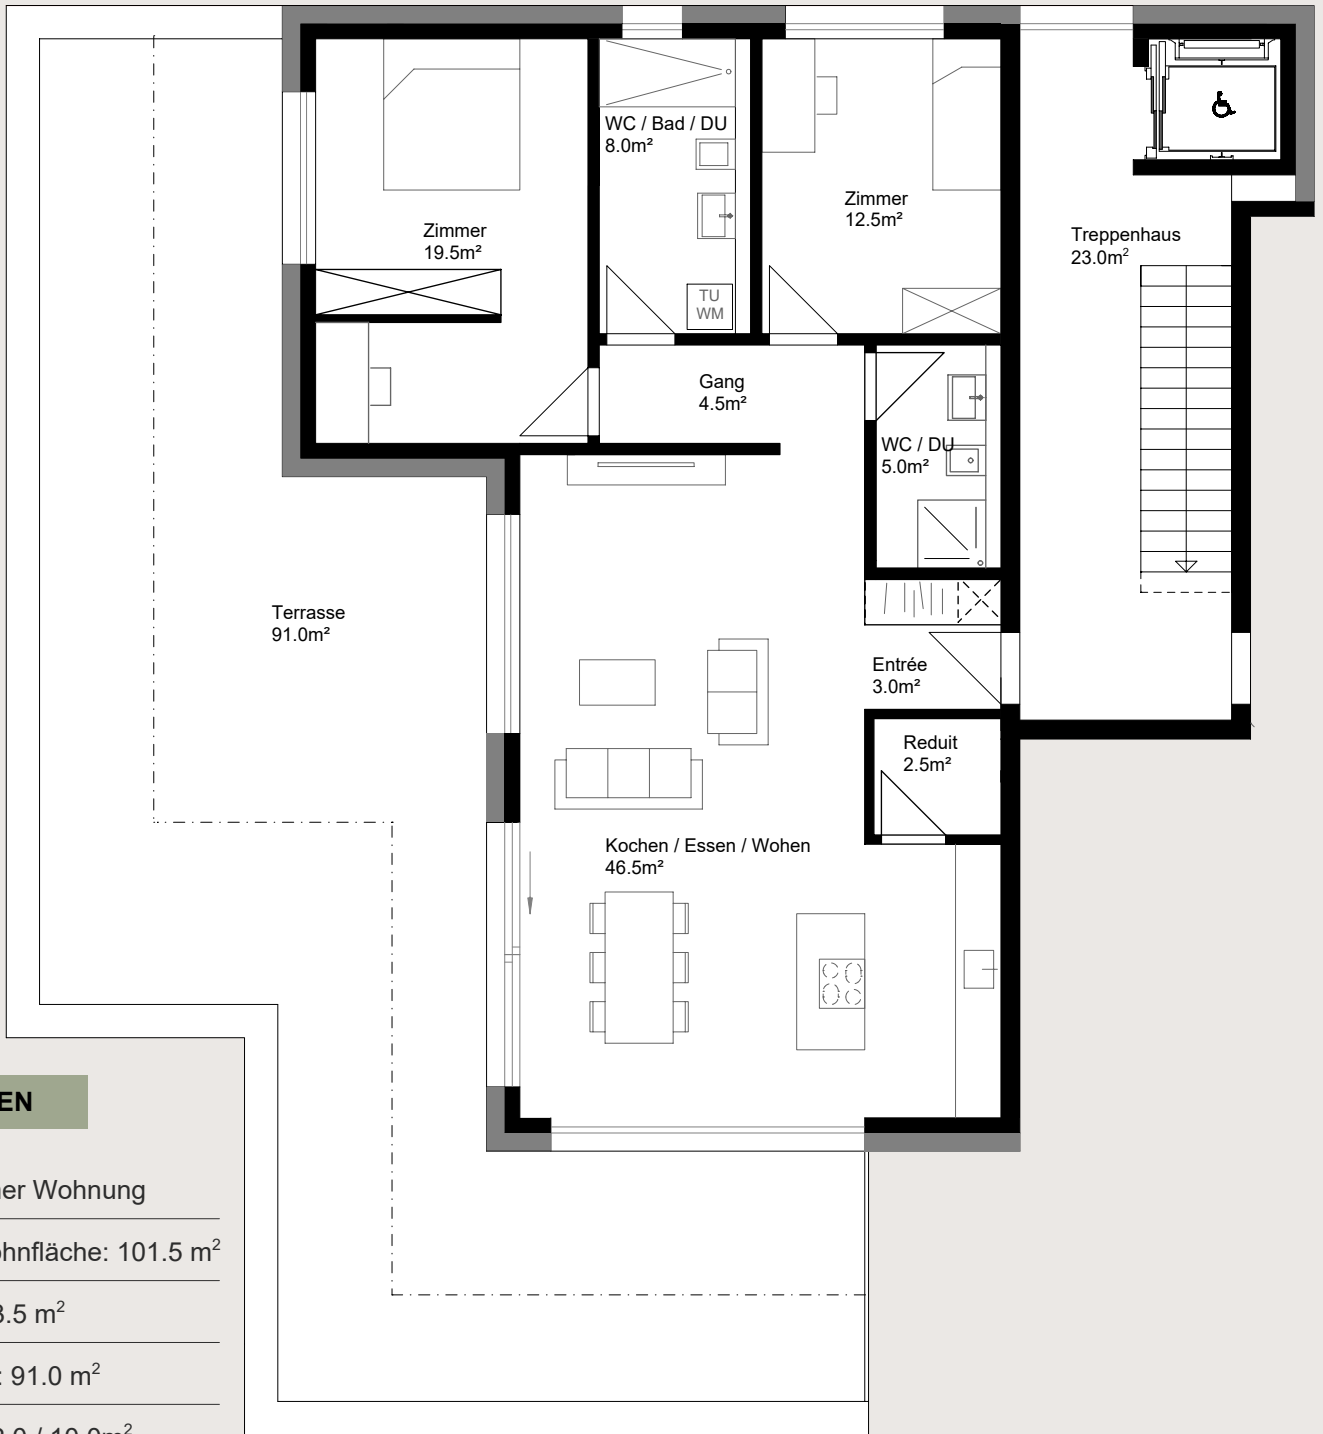 WC / Bad / DU
8.0m²
Zimmer
12.5m²
Zimmer
19.5m²
Treppenhaus
23.0m²
TU
WM
Gang
4.5m²
WC / DU
5.0m²
Terrasse
91.0m²
Entrée
3.0m²
Reduit
2.5m²
Kochen / Essen / Wohen
46.5m²
EN
er Wohnung
hnfläche: 101.5 m²
.5 m²
: 91.0 m²